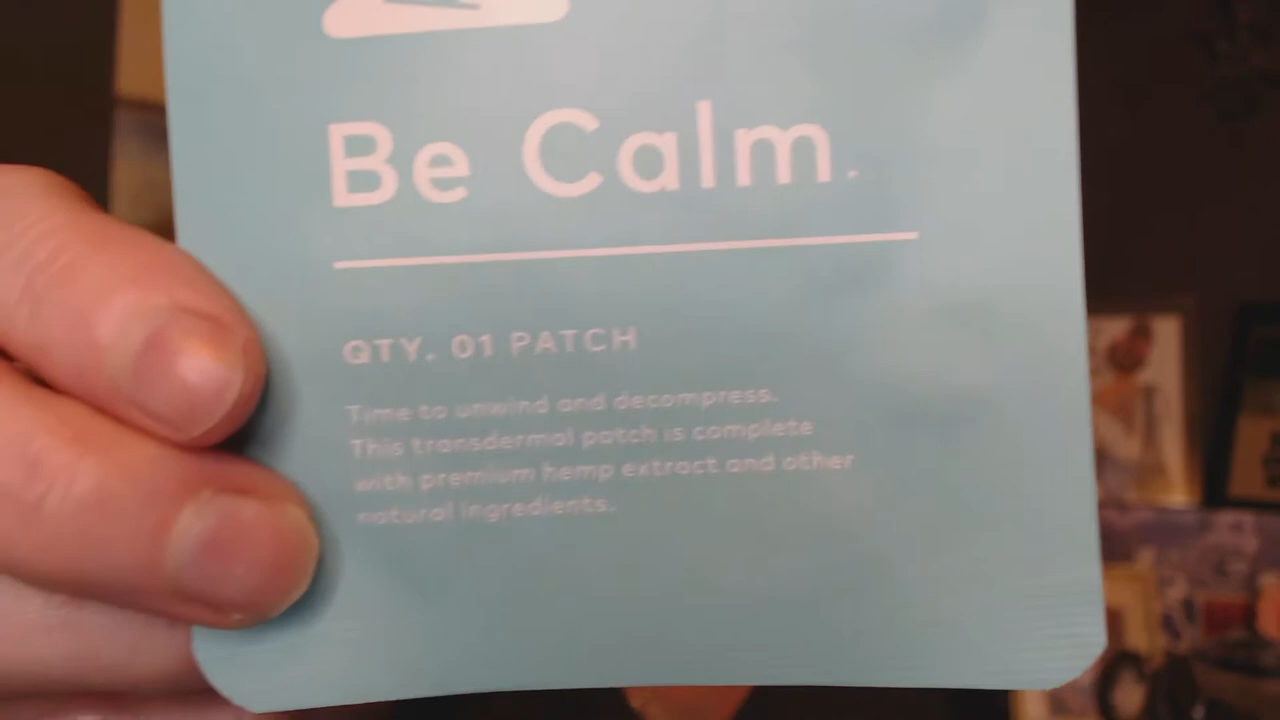 Be Calm.
QTY. 01 PATCH
Time to unwind and decompress.
This transdermal patch is complete
with premium hemp extract and other
natural ingredients.